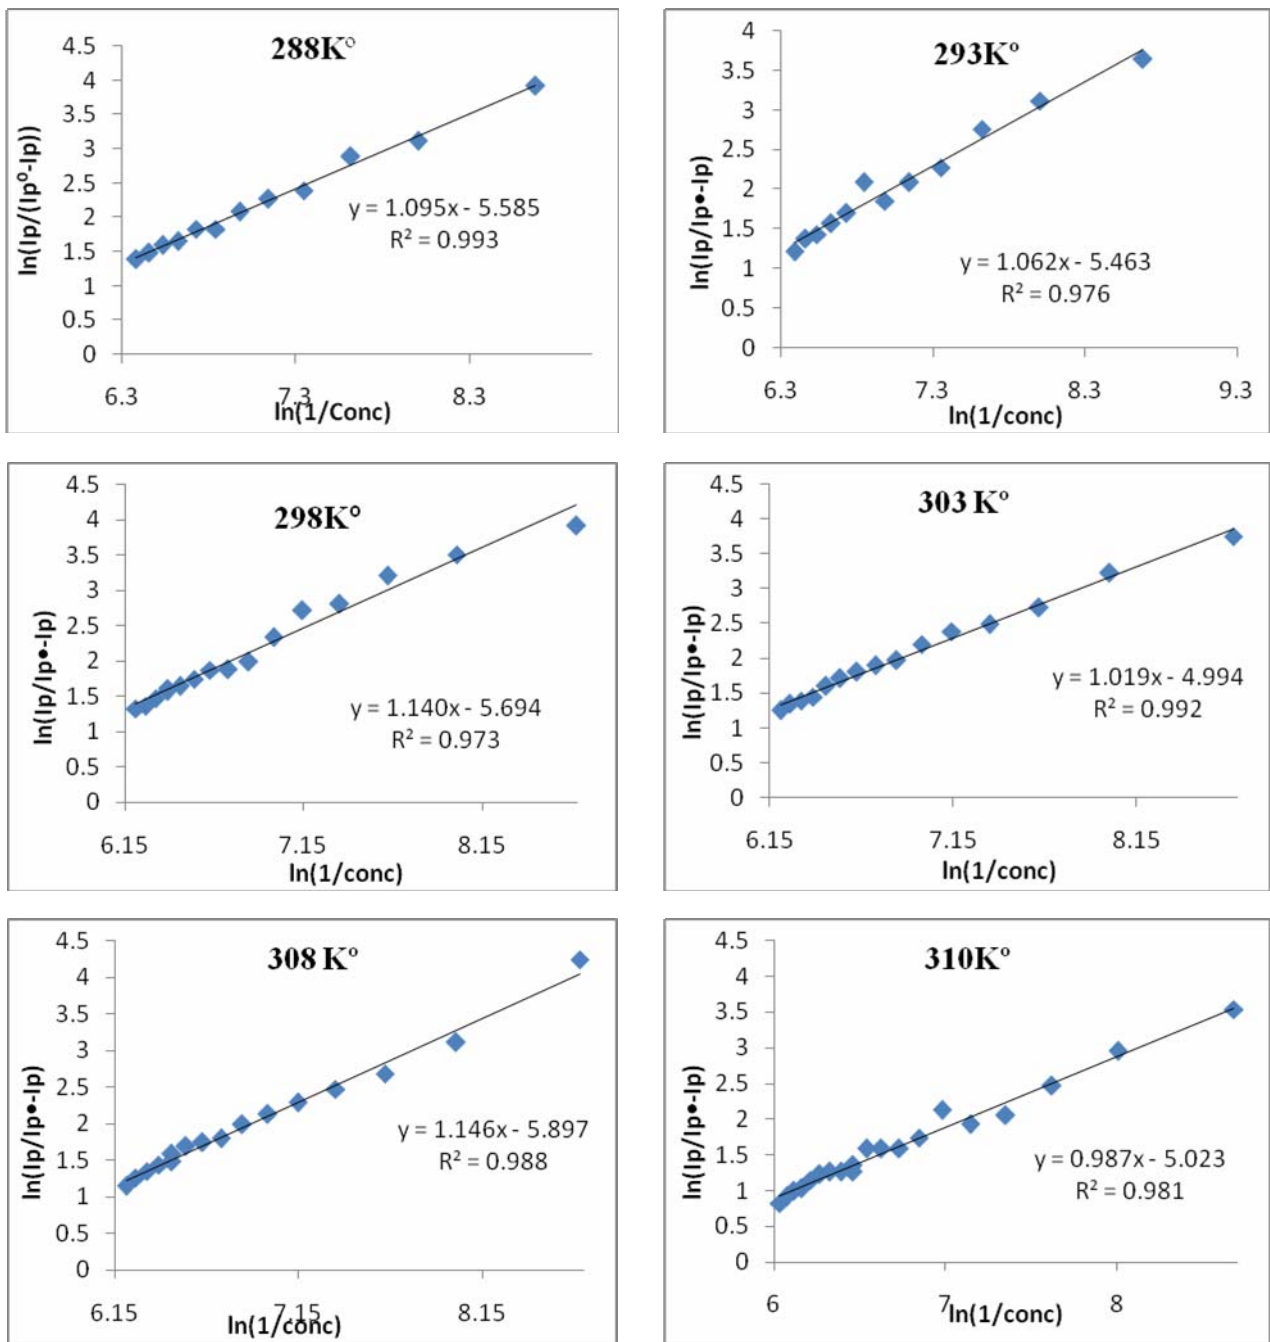 288K°
4.5
4
3.5
3
2.5
2
1.5
1
0.5
0
ln(Ip/(Ip⁰-Ip))
y = 1.095x - 5.585
R² = 0.993
6.3 7.3 8.3
ln(1/Conc)
293K°
4
3.5
3
2.5
2
1.5
1
0.5
0
ln(Ip/Ip•-Ip)
y = 1.062x - 5.463
R² = 0.976
6.3 7.3 8.3 9.3
ln(1/conc)
298K°
4.5
4
3.5
3
2.5
2
1.5
1
0.5
0
ln(Ip/Ip•-Ip)
y = 1.140x - 5.694
R² = 0.973
6.15 7.15 8.15
ln(1/conc)
303 K°
4.5
4
3.5
3
2.5
2
1.5
1
0.5
0
ln(Ip/Ip•-Ip)
y = 1.019x - 4.994
R² = 0.992
6.15 7.15 8.15
ln(1/conc)
308 K°
4.5
4
3.5
3
2.5
2
1.5
1
0.5
0
ln(Ip/Ip•-Ip)
y = 1.146x - 5.897
R² = 0.988
6.15 7.15 8.15
ln(1/conc)
310K°
4.5
4
3.5
3
2.5
2
1.5
1
0.5
0
ln(Ip/Ip•-Ip)
y = 0.987x - 5.023
R² = 0.981
6 7 8
ln(1/conc)